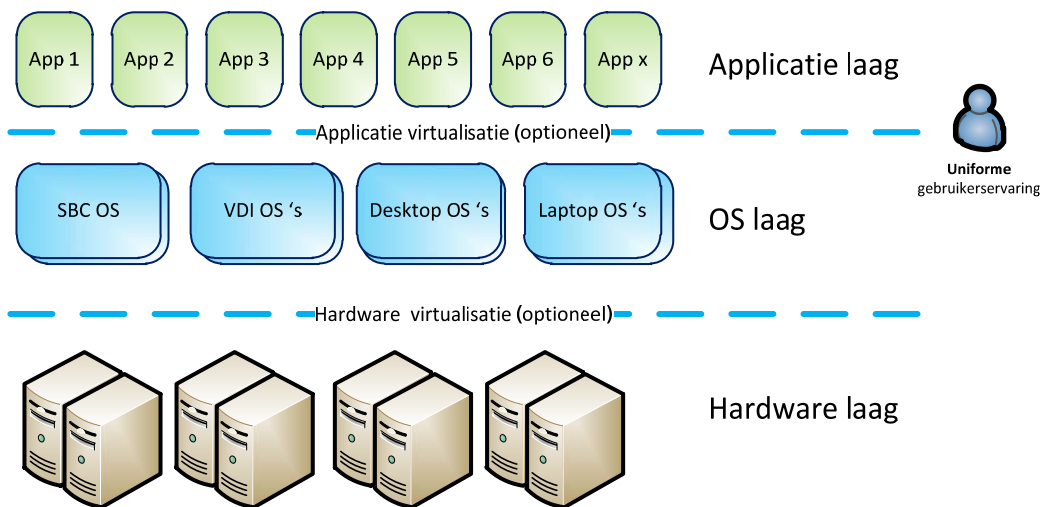 App 1
App 2
App 3
App 4
App 5
App 6
App x
Applicatie laag
Applicatie virtualisatie (optioneel)
Uniforme
gebruikerservaring
SBC OS
VDI OS ‘s
Desktop OS ‘s
Laptop OS ‘s
OS laag
Hardware virtualisatie (optioneel)
Hardware laag